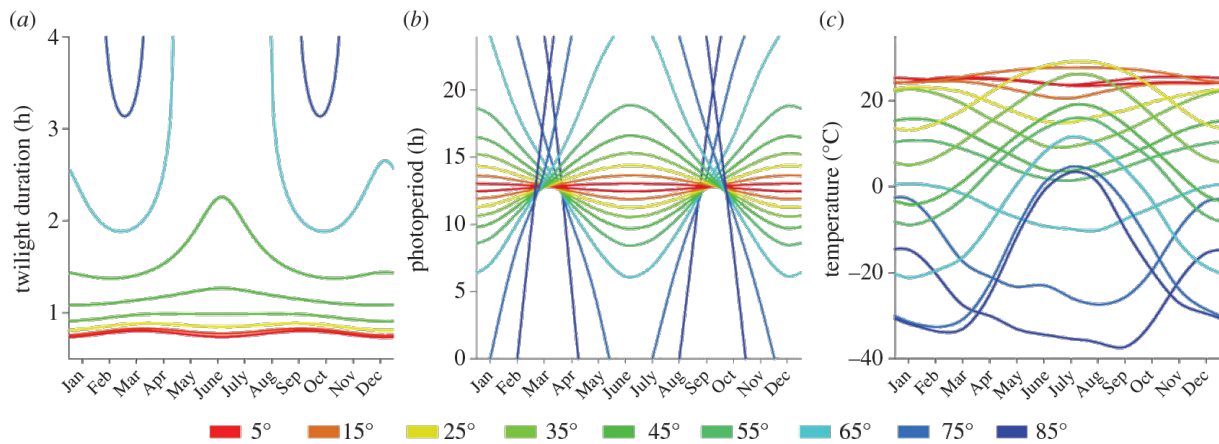 (a)
4
3
2
1
twilight duration (h)
Jan Feb Mar Apr May June July Aug Sep Oct Nov Dec
(b)
20
15
10
5
0
photoperiod (h)
Jan Feb Mar Apr May June July Aug Sep Oct Nov Dec
(c)
20
0
−20
−40
temperature (°C)
Jan Feb Mar Apr May June July Aug Sep Oct Nov Dec
5° 15° 25° 35° 45° 55° 65° 75° 85°